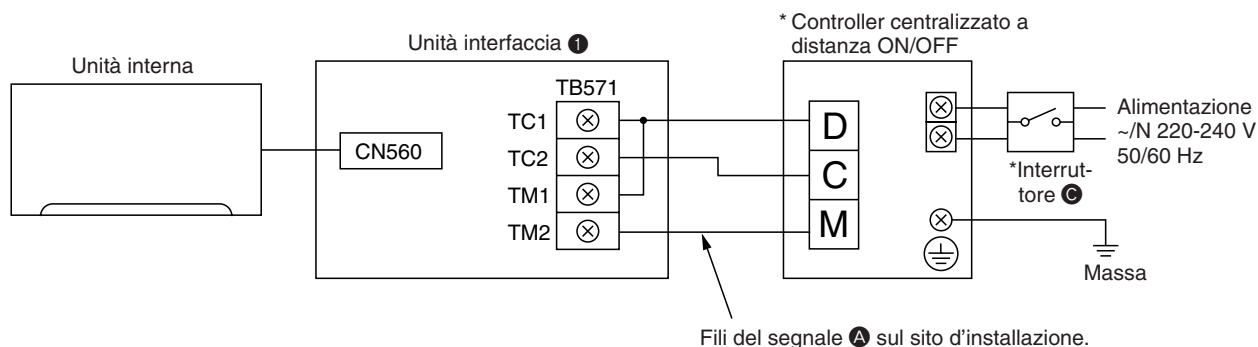 * Controller centralizzato a
distanza ON/OFF
Unità interfaccia ❶
Unità interna
TB571
TC1
TC2
TM1
TM2
CN560
D
C
M
Alimentazione
~/N 220-240 V
50/60 Hz
*Interrut-
tore 🅒
Massa
Fili del segnale 🅐 sul sito d'installazione.